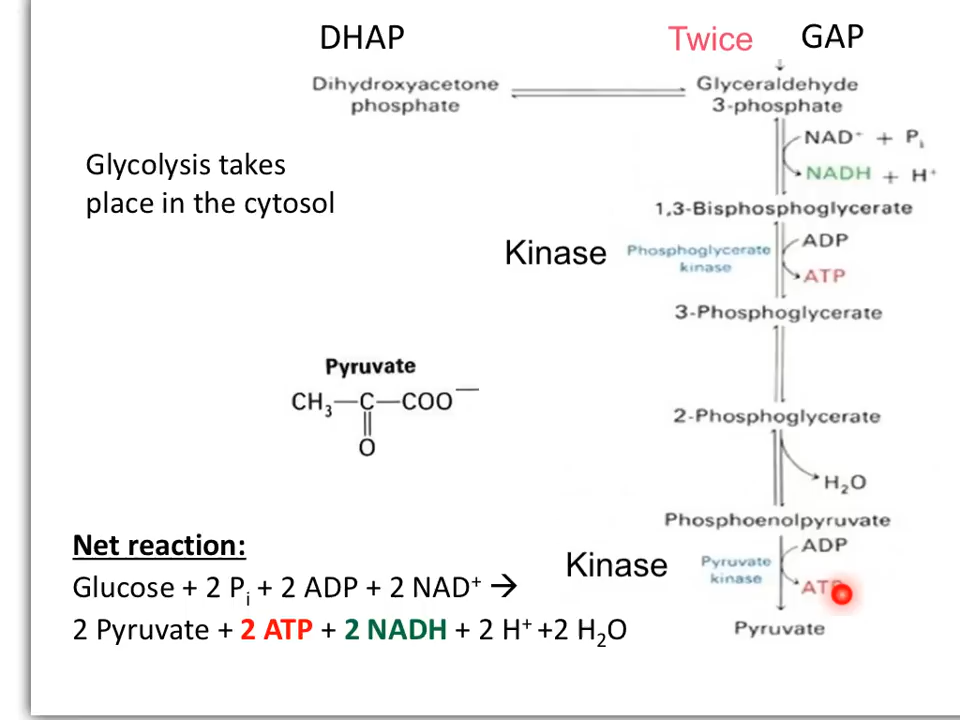 DHAP
Twice
GAP
Dihydroxyacetone
phosphate
Glyceraldehyde
3-phosphate
NAD⁺ + Pᵢ
NADH + H⁺
Glycolysis takes
place in the cytosol
1,3-Bisphosphoglycerate
Kinase
Phosphoglycerate
kinase
ADP
ATP
3-Phosphoglycerate
Pyruvate
CH₃—C—COO⁻
O
2-Phosphoglycerate
H₂O
Phosphoenolpyruvate
Kinase
Pyruvate
kinase
ADP
ATP
Pyruvate
Net reaction:
Glucose + 2 Pᵢ + 2 ADP + 2 NAD⁺ →
2 Pyruvate + 2 ATP + 2 NADH + 2 H⁺ +2 H₂O